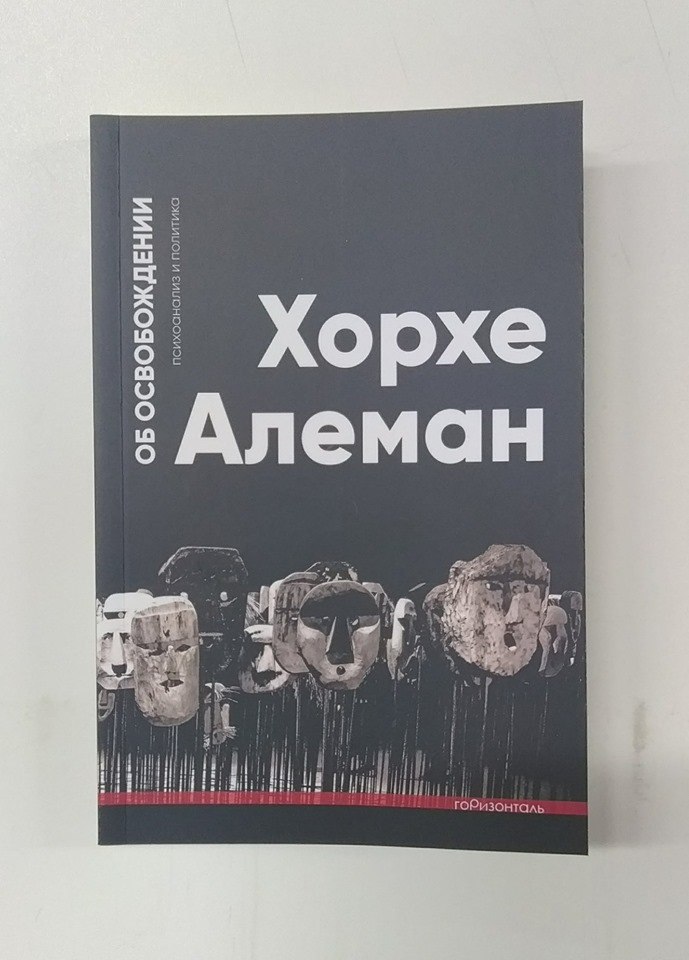 ОБ ОСВОБОЖДЕНИИ
психоанализ и политика
Хорхе
Алеман
горизонталь